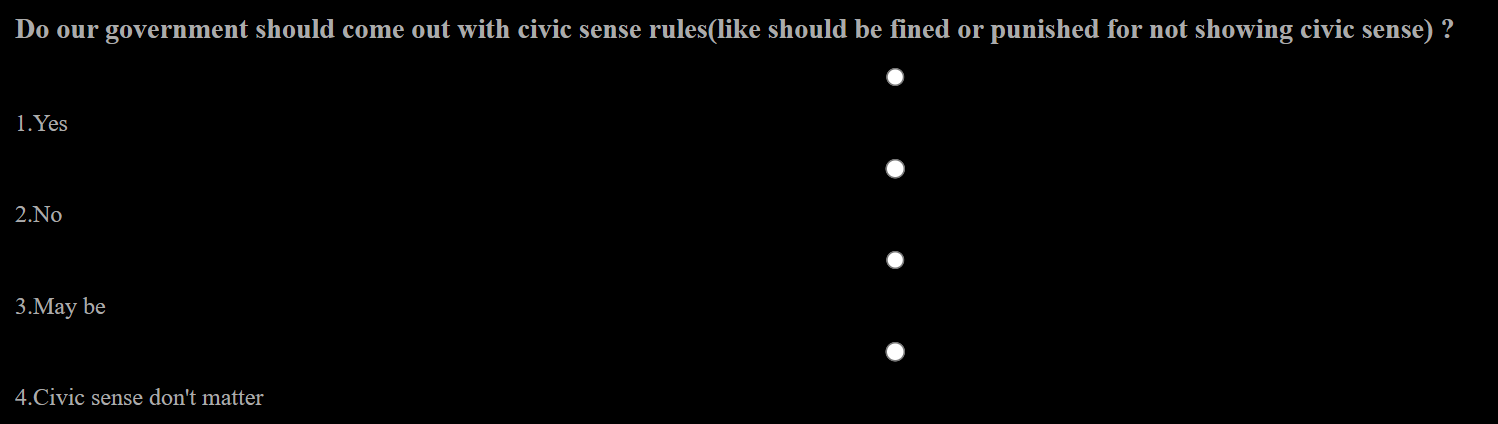 Do our government should come out with civic sense rules(like should be fined or punished for not showing civic sense) ?
1.Yes
2.No
3.May be
4.Civic sense don't matter